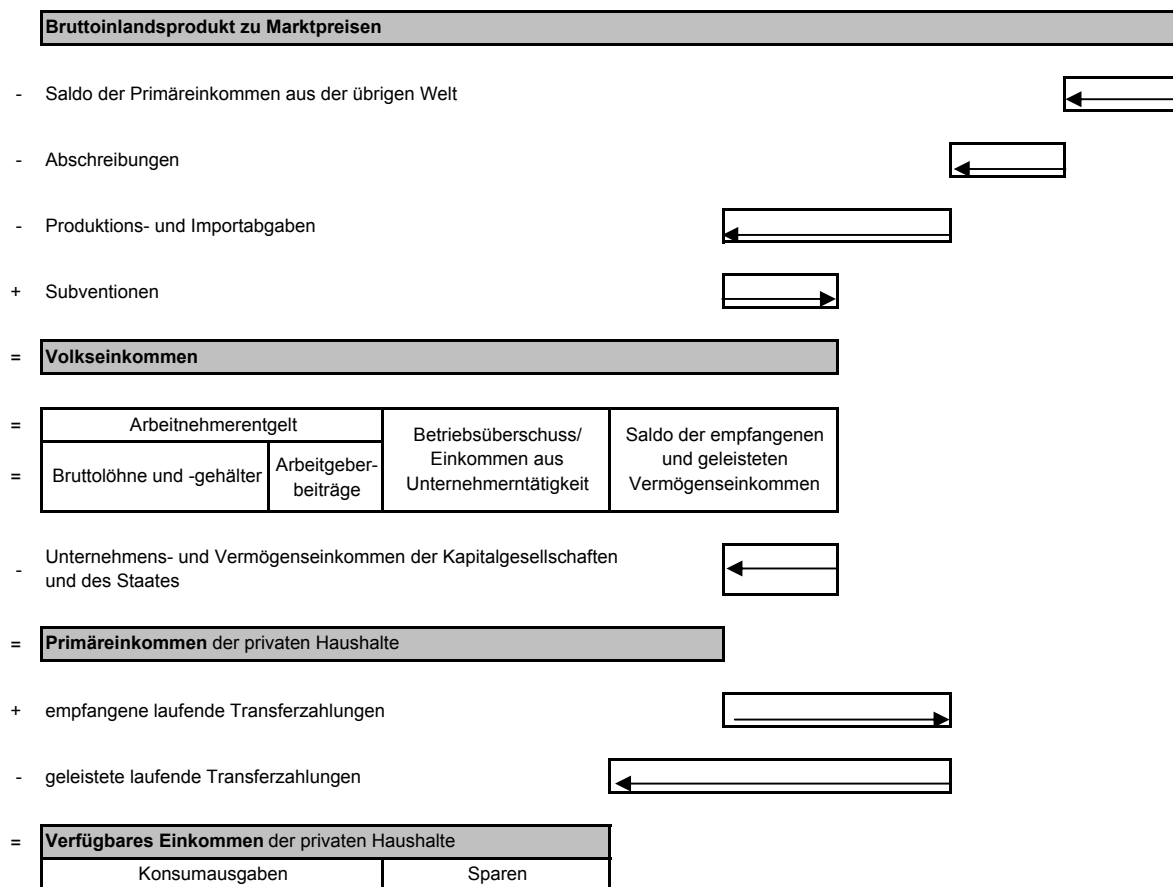 Bruttoinlandsprodukt zu Marktpreisen
- Saldo der Primäreinkommen aus der übrigen Welt
- Abschreibungen
- Produktions- und Importabgaben
+ Subventionen
= Volkseinkommen
= Arbeitnehmerentgelt
= Bruttolöhne und -gehälter
Arbeitgeber-
beiträge
Betriebsüberschuss/
Einkommen aus
Unternehmerntätigkeit
Saldo der empfangenen
und geleisteten
Vermögenseinkommen
- Unternehmens- und Vermögenseinkommen der Kapitalgesellschaften
und des Staates
= Primäreinkommen der privaten Haushalte
+ empfangene laufende Transferzahlungen
- geleistete laufende Transferzahlungen
= Verfügbares Einkommen der privaten Haushalte
Konsumausgaben Sparen